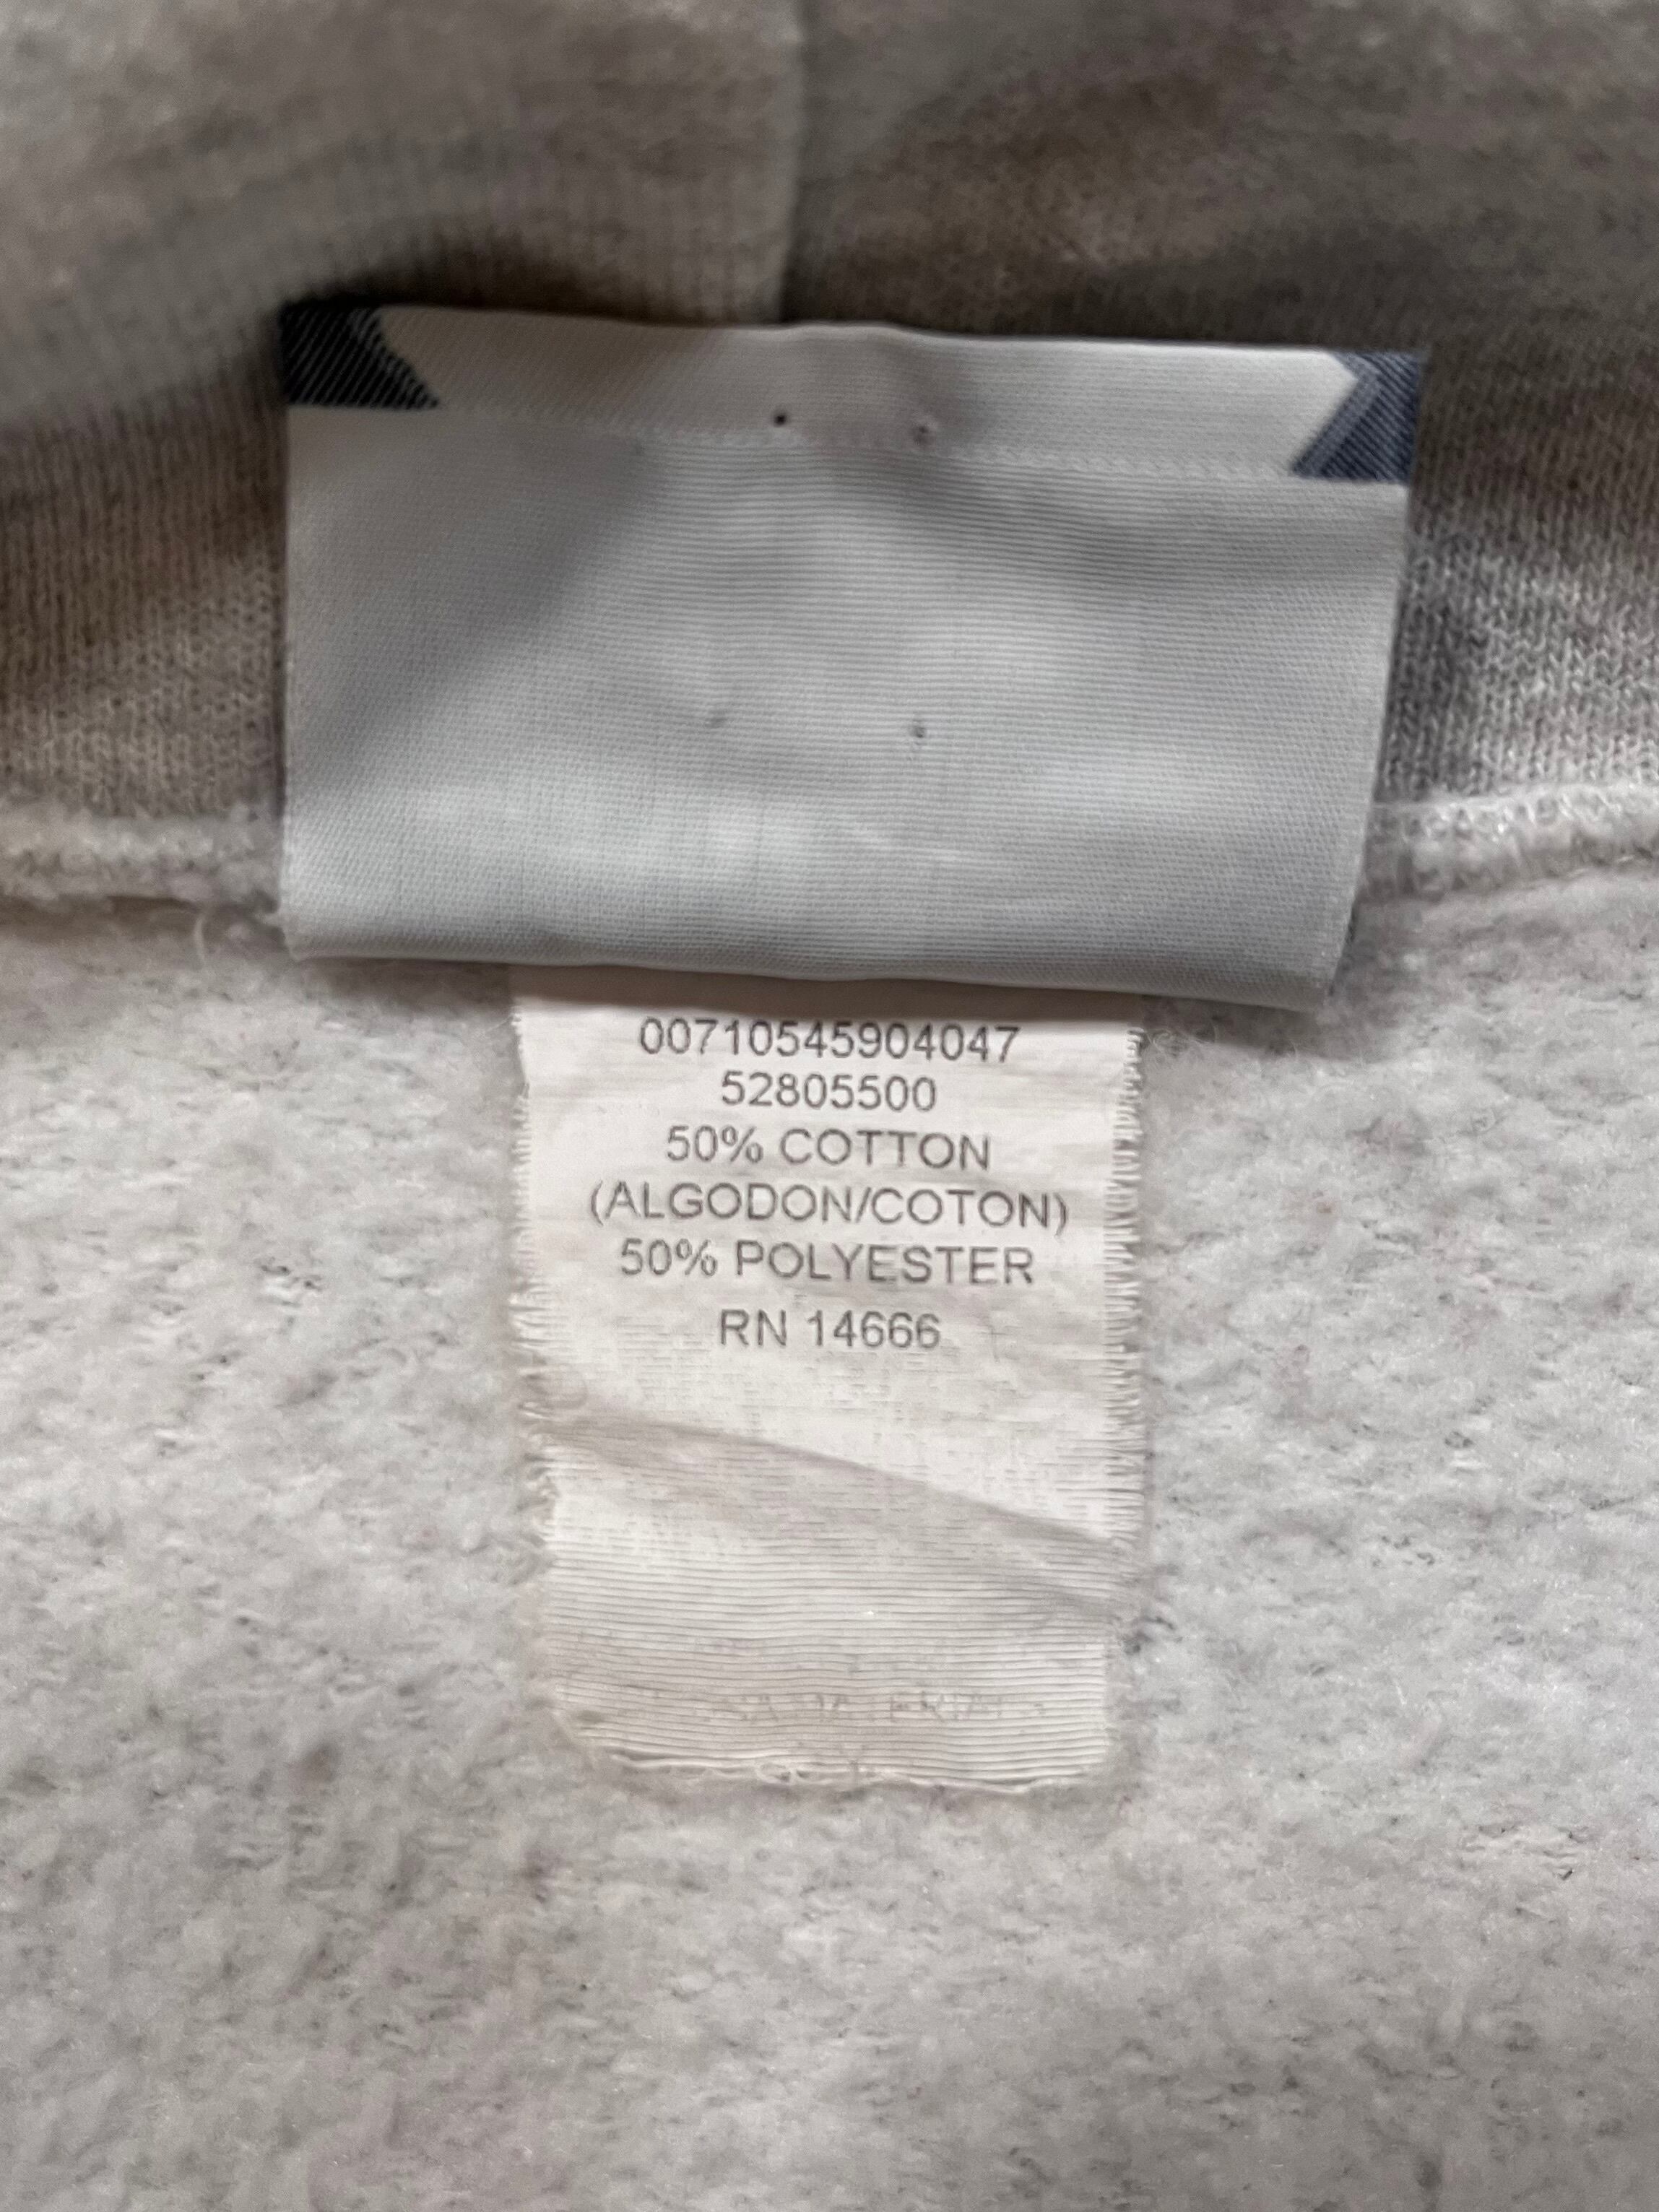 00710545904047
52805500
50% COTTON
(ALGODON/COTON)
50% POLYESTER
RN 14666